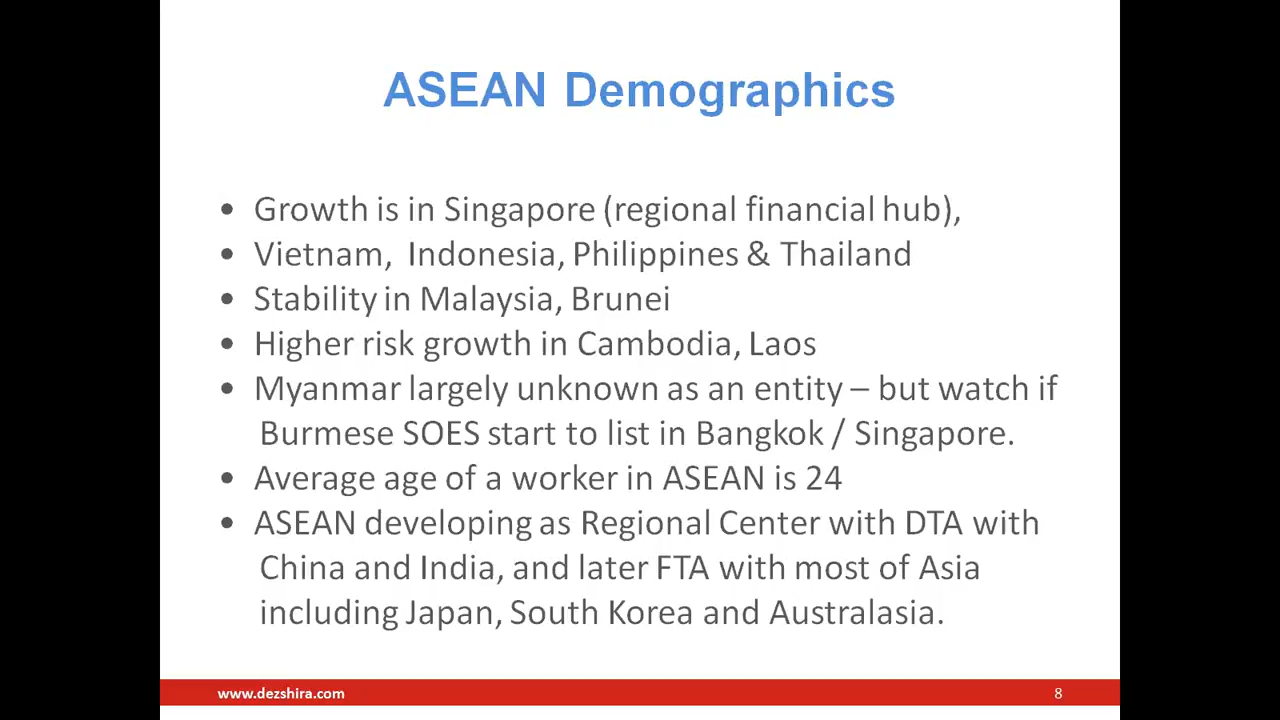 ASEAN Demographics
• Growth is in Singapore (regional financial hub),
• Vietnam, Indonesia, Philippines & Thailand
• Stability in Malaysia, Brunei
• Higher risk growth in Cambodia, Laos
• Myanmar largely unknown as an entity – but watch if
Burmese SOES start to list in Bangkok / Singapore.
• Average age of a worker in ASEAN is 24
• ASEAN developing as Regional Center with DTA with
China and India, and later FTA with most of Asia
including Japan, South Korea and Australasia.
www.dezshira.com
8